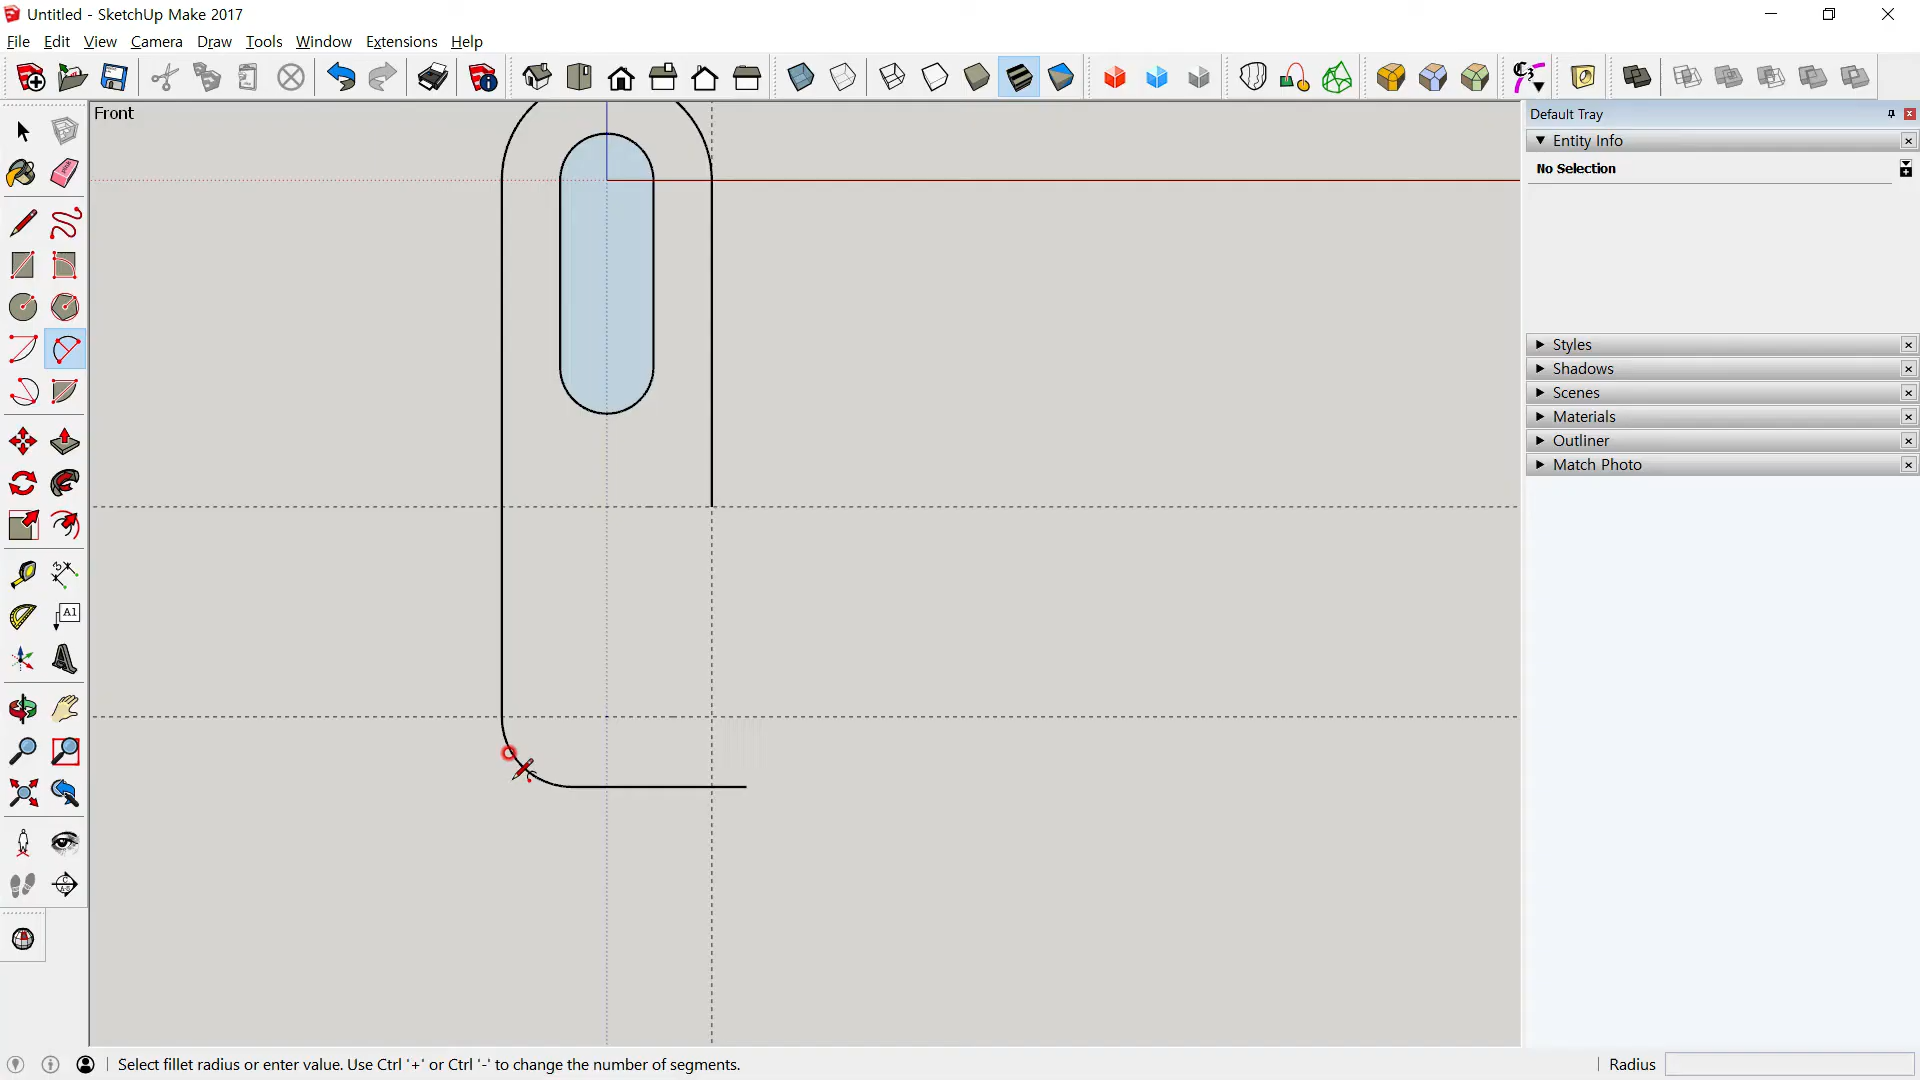 Untitled - SketchUp Make 2017
File Edit View Camera Draw Tools Window Extensions Help
Front
Default Tray
Entity Info
No Selection
Styles
Shadows
Scenes
Materials
Outliner
Match Photo
A1
Select fillet radius or enter value. Use Ctrl '+' or Ctrl '-' to change the number of segments.
Radius